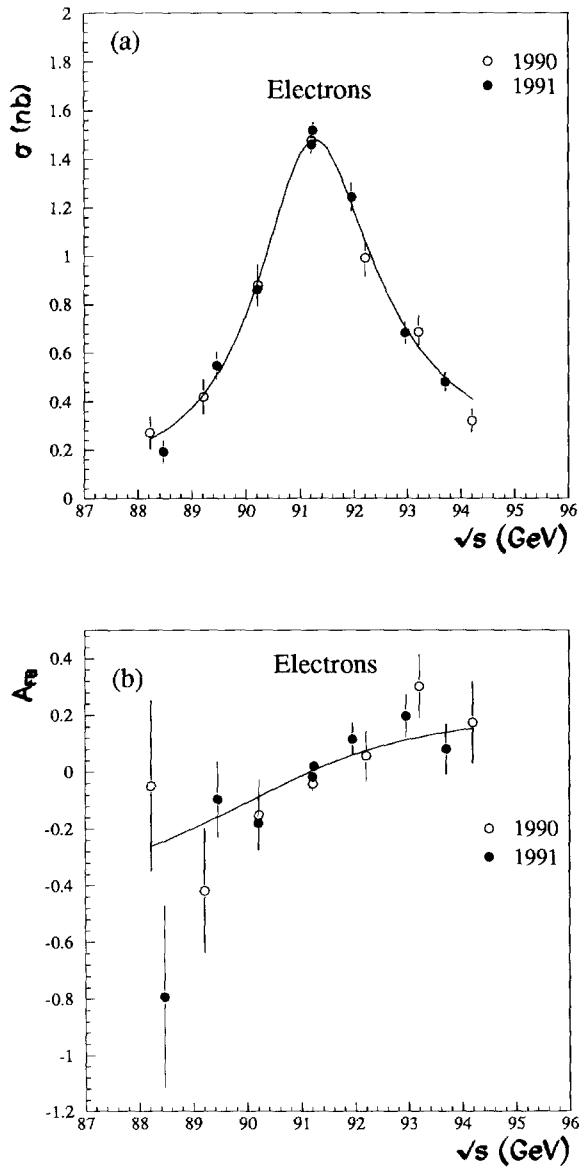 (a)
Electrons
○ 1990
● 1991
σ (nb)
2
1.8
1.6
1.4
1.2
1
0.8
0.6
0.4
0.2
0
87 88 89 90 91 92 93 94 95 96
√s (GeV)
(b)
Electrons
○ 1990
● 1991
A_FB
0.4
0.2
0
-0.2
-0.4
-0.6
-0.8
-1
-1.2
87 88 89 90 91 92 93 94 95 96
√s (GeV)